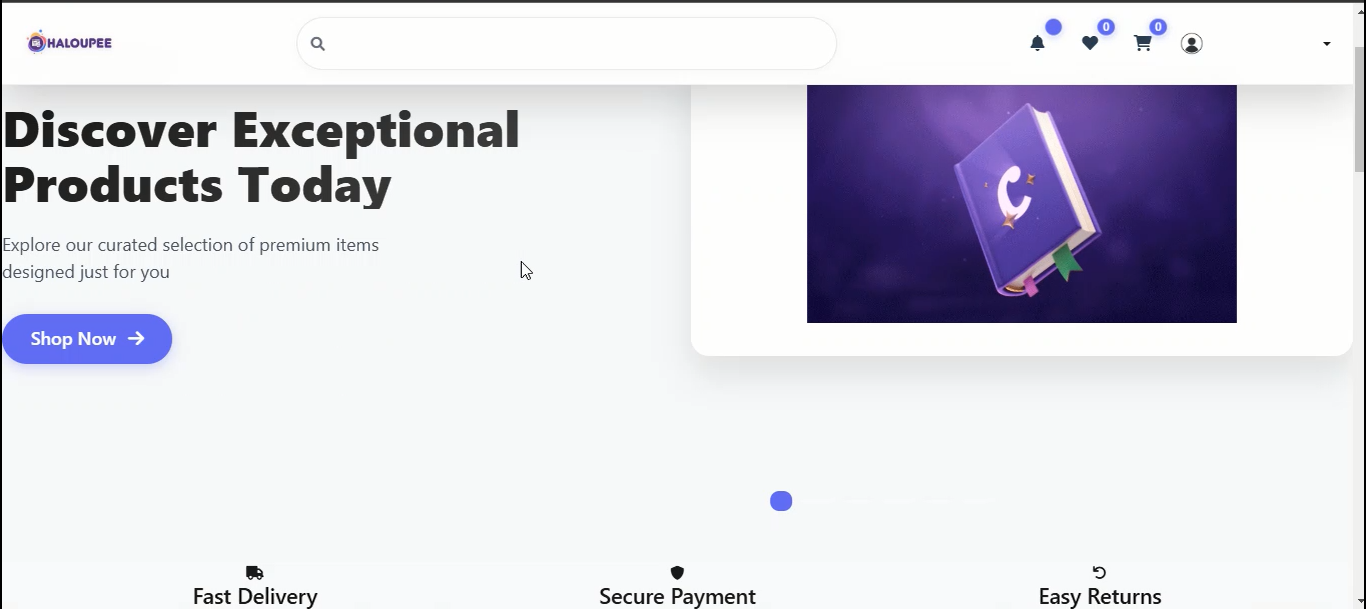 HALOUPEE
0
0
Discover Exceptional
Products Today
Explore our curated selection of premium items
designed just for you
Shop Now
C
Fast Delivery
Secure Payment
Easy Returns